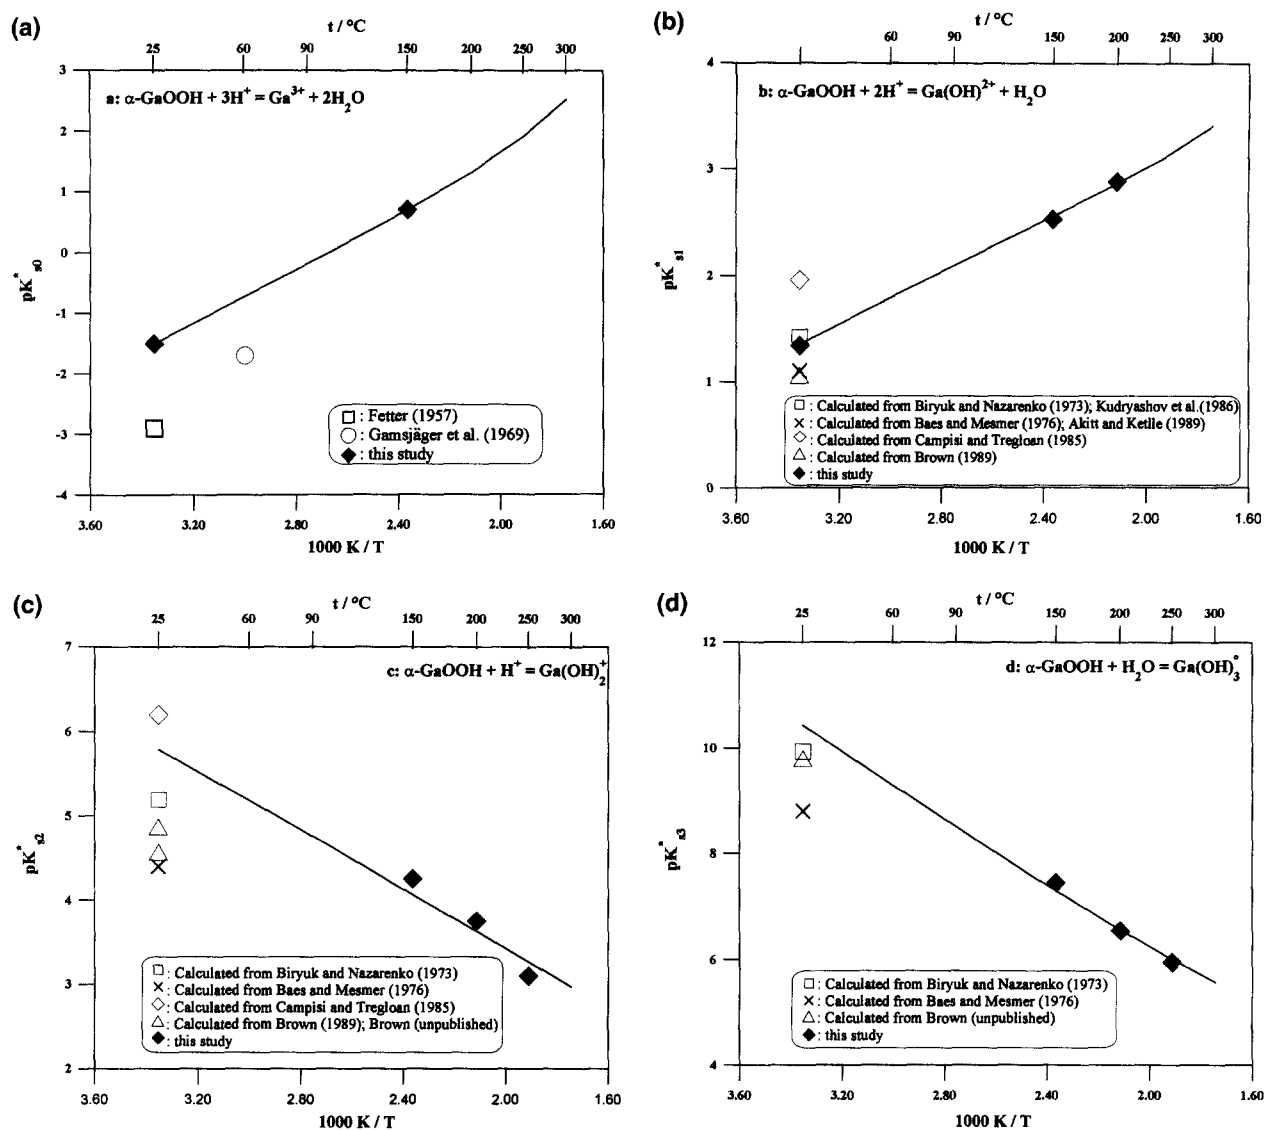 (a)
t / °C
25 60 90 150 200 250 300
3
a: α-GaOOH + 3H⁺ = Ga³⁺ + 2H₂O
2
1
0
-1
-2
-3
-4
pK*s0
□ : Fetter (1957)
○ : Gamsjäger et al. (1969)
◆ : this study
3.60 3.20 2.80 2.40 2.00 1.60
1000 K / T
(b)
t / °C
60 90 150 200 250 300
4
b: α-GaOOH + 2H⁺ = Ga(OH)²⁺ + H₂O
3
2
1
0
pK*s1
□ : Calculated from Biryuk and Nazarenko (1973); Kudryashov et al.(1986)
× : Calculated from Baes and Mesmer (1976); Akitt and Ketlle (1989)
◇ : Calculated from Campisi and Tregloan (1985)
△ : Calculated from Brown (1989)
◆ : this study
3.60 3.20 2.80 2.40 2.00 1.60
1000 K / T
(c)
t / °C
25 60 90 150 200 250 300
7
c: α-GaOOH + H⁺ = Ga(OH)₂⁺
6
5
4
3
2
pK*s2
□ : Calculated from Biryuk and Nazarenko (1973)
× : Calculated from Baes and Mesmer (1976)
◇ : Calculated from Campisi and Tregloan (1985)
△ : Calculated from Brown (1989); Brown (unpublished)
◆ : this study
3.60 3.20 2.80 2.40 2.00 1.60
1000 K / T
(d)
t / °C
25 60 90 150 200 250 300
12
d: α-GaOOH + H₂O = Ga(OH)₃°
10
8
6
4
pK*s3
□ : Calculated from Biryuk and Nazarenko (1973)
× : Calculated from Baes and Mesmer (1976)
△ : Calculated from Brown (unpublished)
◆ : this study
3.60 3.20 2.80 2.40 2.00 1.60
1000 K / T